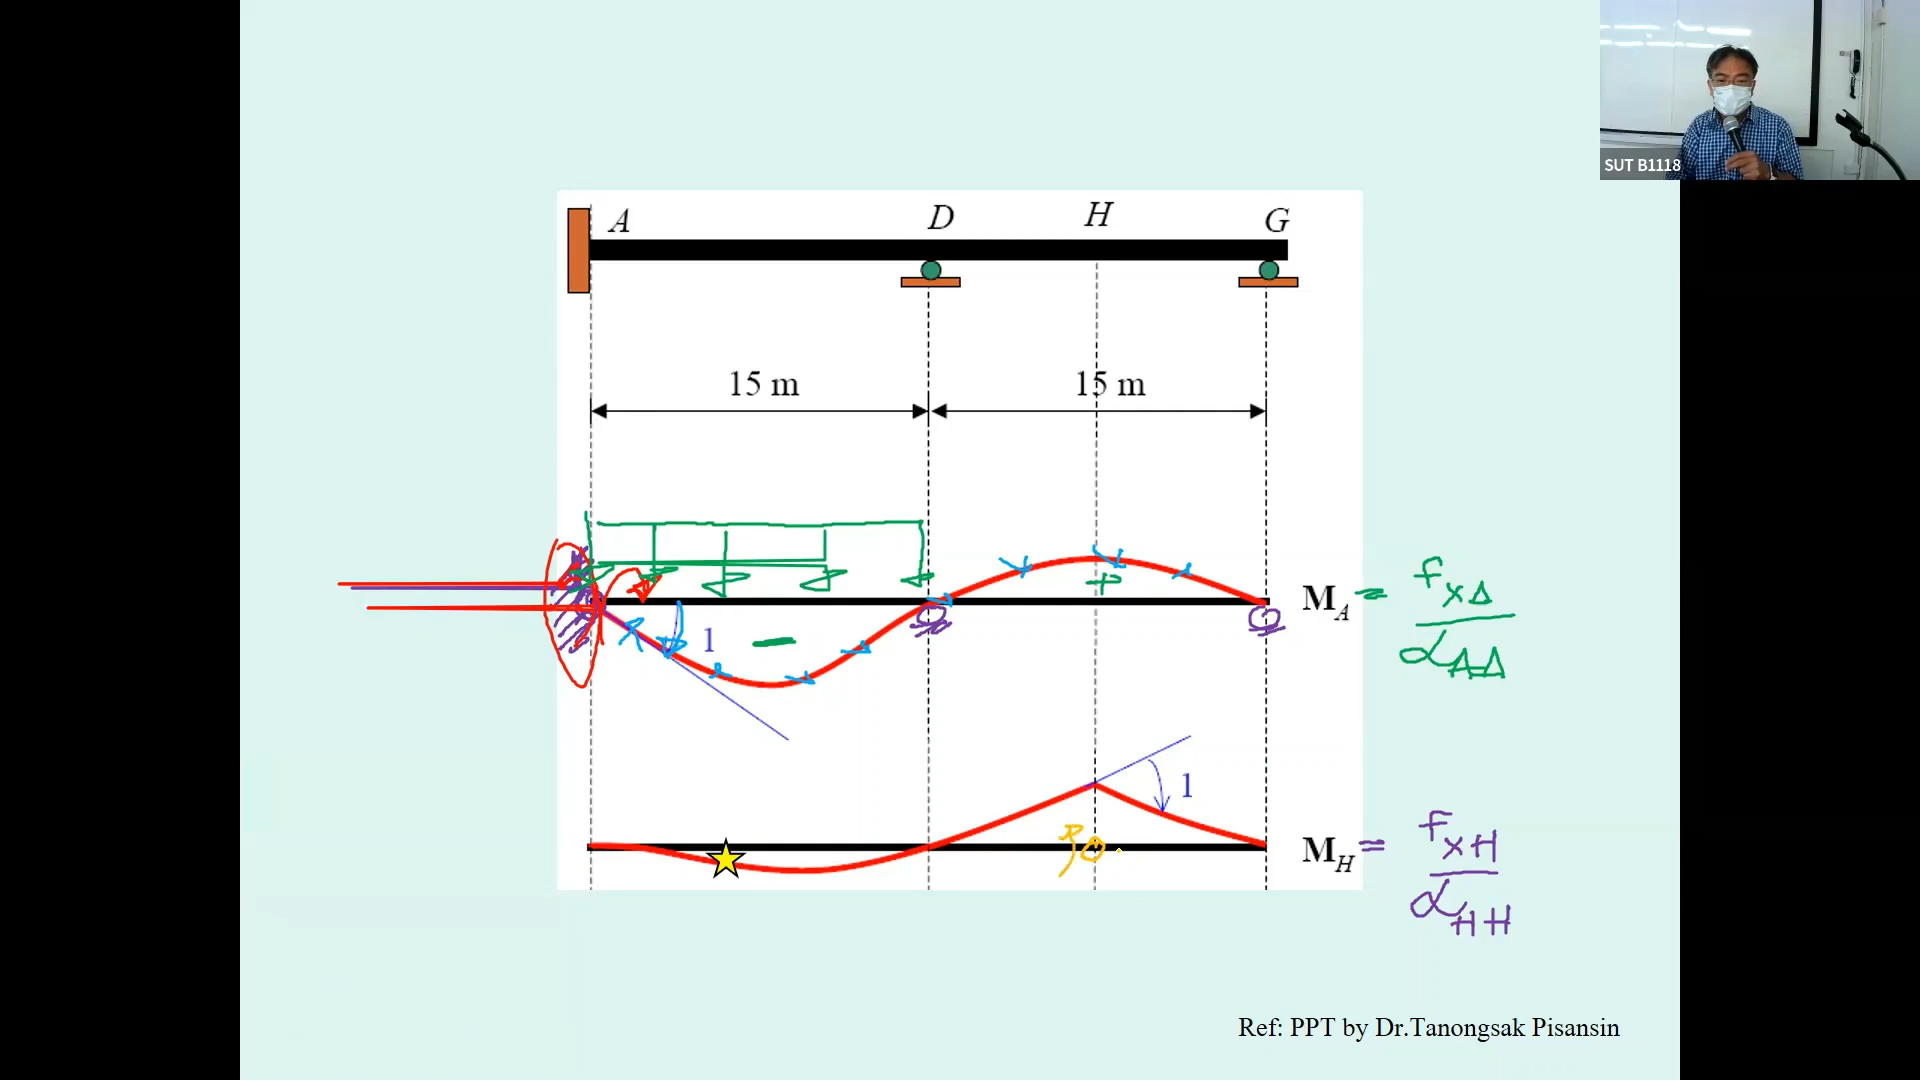 SUT B1118
A D H G
15 m 15 m
+
1 −
M_A = f_XA / α_AA
1
M_H = f_XH / α_HH
Ref: PPT by Dr.Tanongsak Pisansin